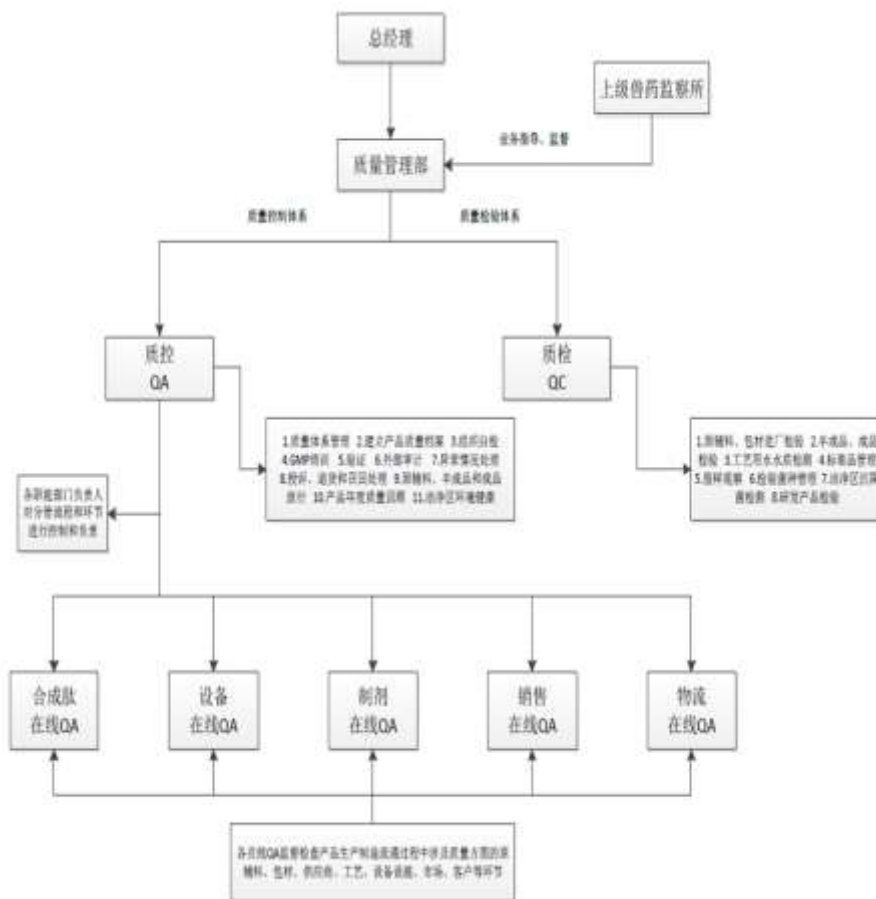 总经理
上级兽药监察所
业务指导、监督
质量管理部
质量控制体系
质量检验体系
质控
QA
质检
QC
1.质量体系管理 2.建立产品质量档案 3.组织分检
4.GMP培训 5.验证 6.外部审计 7.异常情况处理
8.投诉、退货和召回处理 9.原辅料、半成品和成品
放行 10.产品年度质量回顾 11.洁净区环境健康
1.原辅料、包材进厂检验 2.半成品、成品
检验 3.工艺用水水质检测 4.标准品管理
5.留样观察 6.检验菌种管理 7.洁净区沉降
菌检测 8.研发产品检验
各职能部门负责人
对分管流程和环节
进行控制和负责
合成肽
在线QA
设备
在线QA
制剂
在线QA
销售
在线QA
物流
在线QA
各在线QA监督检查产品生产制造流通过程中涉及质量方面的原
辅料、包材、供应商、工艺、设备设施、市场、客户等环节